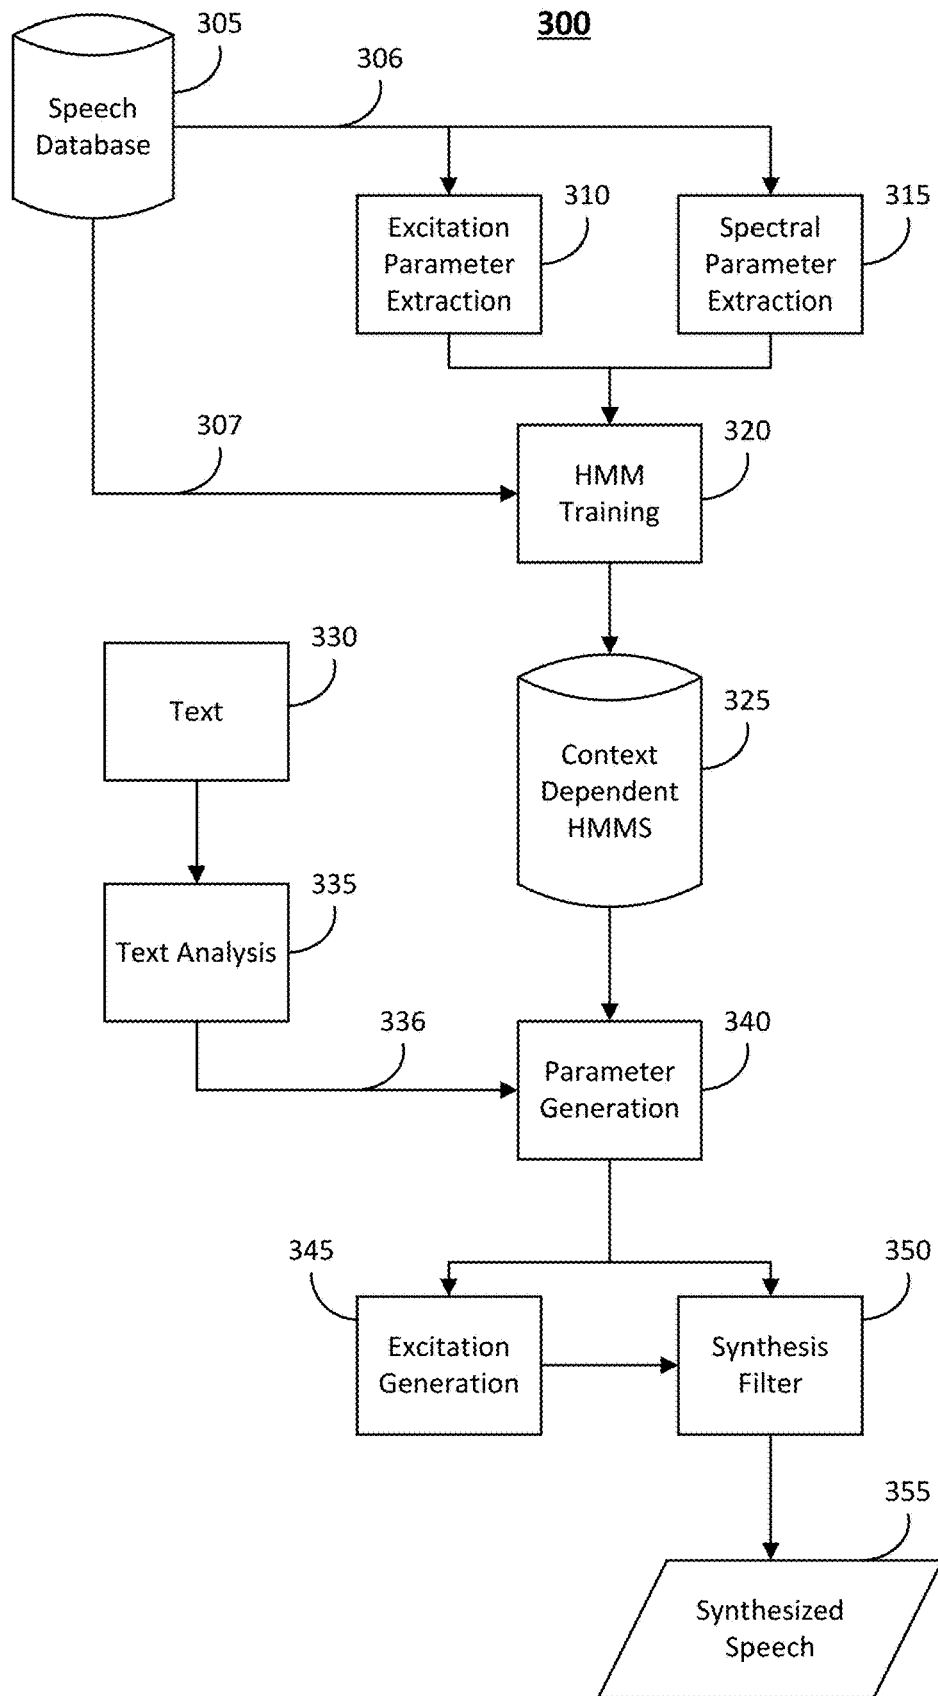 300
305
306
Speech
Database
310
Excitation
Parameter
Extraction
315
Spectral
Parameter
Extraction
307
320
HMM
Training
330
Text
325
Context
Dependent
HMMS
335
Text Analysis
336
340
Parameter
Generation
345
Excitation
Generation
350
Synthesis
Filter
355
Synthesized
Speech